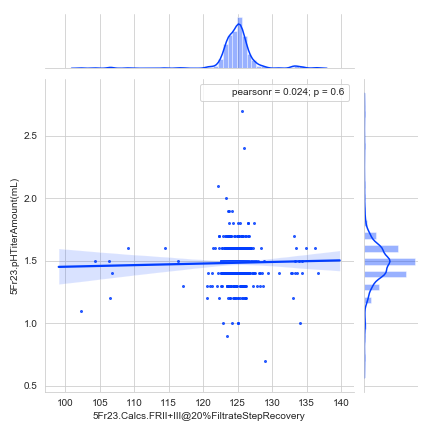 pearsonr = 0.024; p = 0.6
2.5
2.0
1.5
1.0
0.5
5Fr23.pHTiterAmount(mL)
100 105 110 115 120 125 130 135 140
5Fr23.Calcs.FRII+III@20%FiltrateStepRecovery